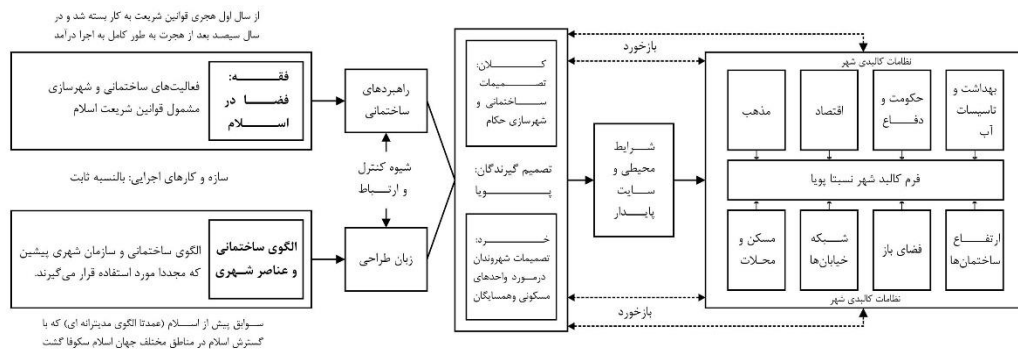 از سال اول هجری قوانین شریعت به کار بسته شد و در
سال سیصد بعد از هجرت به طور کامل به اجرا درآمد
فقه:
فضا در
اسلام
فعالیت‌های ساختمانی و شهرسازی
مشمول قوانین شریعت اسلام
سازه و کارهای اجرایی: بالنسبه ثابت
الگوی ساختمانی
و عناصر شهری
الگوی ساختمانی و سازمان شهری پیشین
که مجددا مورد استفاده قرار می‌گیرند.
سوابق پیش از اسلام (عمدتا الگوی مدیترانه ای) که با
گسترش اسلام در مناطق مختلف جهان اسلام سکوفا گشت
راهبردهای
ساختمانی
شیوه کنترل
و ارتباط
زبان طراحی
کلان:
تصمیمات
ساختمانی و
شهرسازی حکام
تصمیم گیرندگان:
پویا
خرد:
تصمیمات شهروندان
درمورد واحدهای
مسکونی وهمسایگان
بازخورد
شرایط
محیطی و
سایت
پایدار
بازخورد
نظامات کالبدی شهر
بهداشت و
تاسیسات
آب
حکومت و
دفاع
اقتصاد
مذهب
فرم کالبد شهر نسبتا پویا
ارتفاع
ساختمان‌ها
فضای باز
شبکه
خیابان‌ها
مسکن و
محلات
نظامات کالبدی شهر